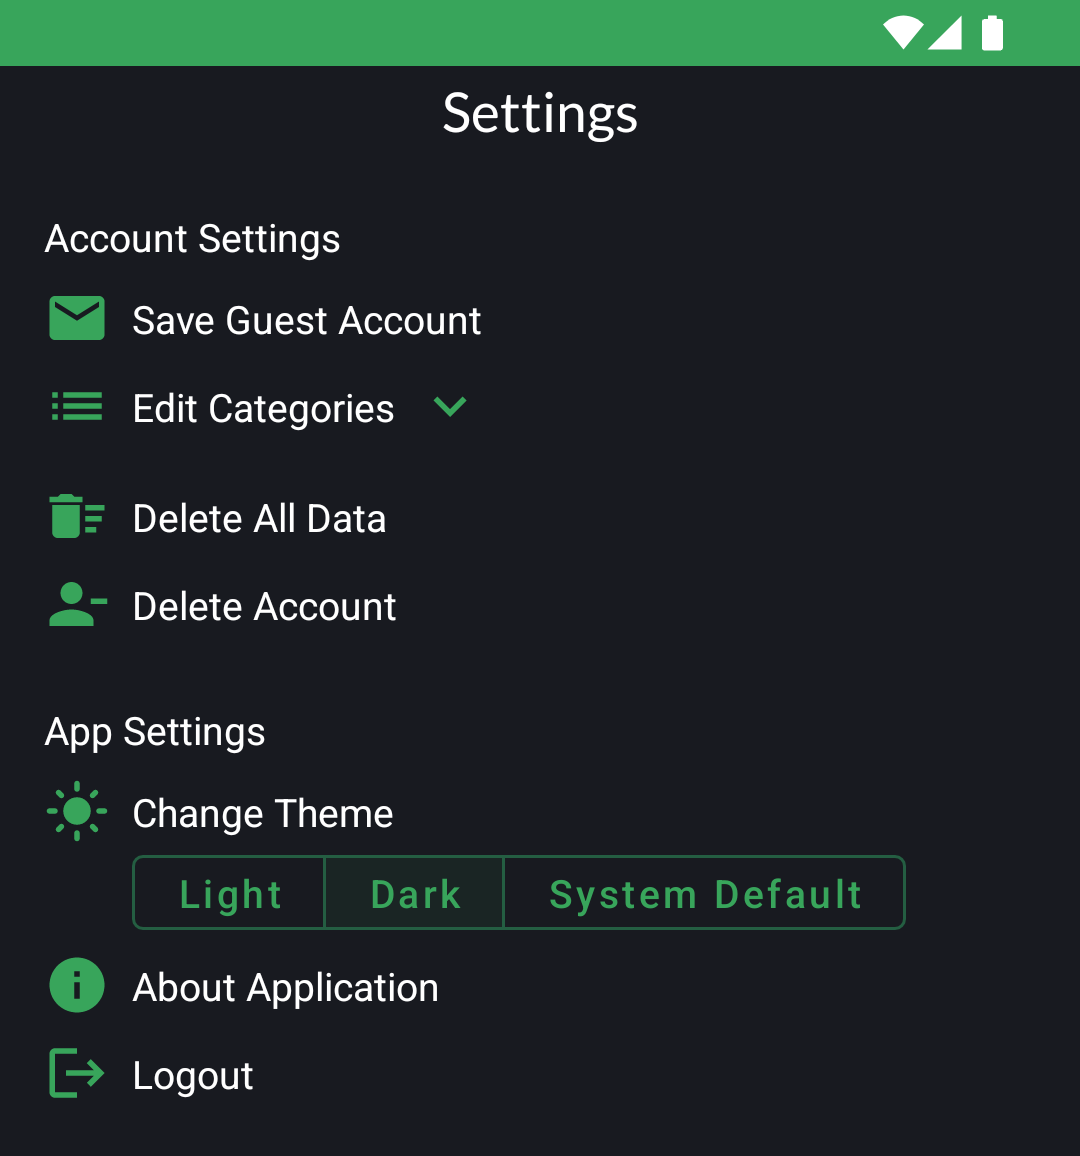 Settings
Account Settings
Save Guest Account
Edit Categories
Delete All Data
Delete Account
App Settings
Change Theme
Light Dark System Default
About Application
Logout